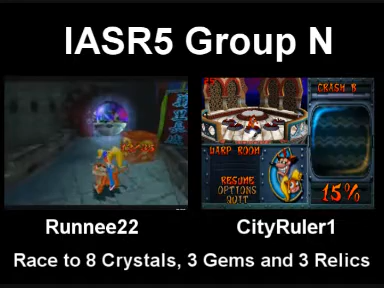 IASR5 Group N
CRASH B
WARP ROOM
RESUME
OPTIONS
QUIT
15%
Runnee22
CityRuler1
Race to 8 Crystals, 3 Gems and 3 Relics